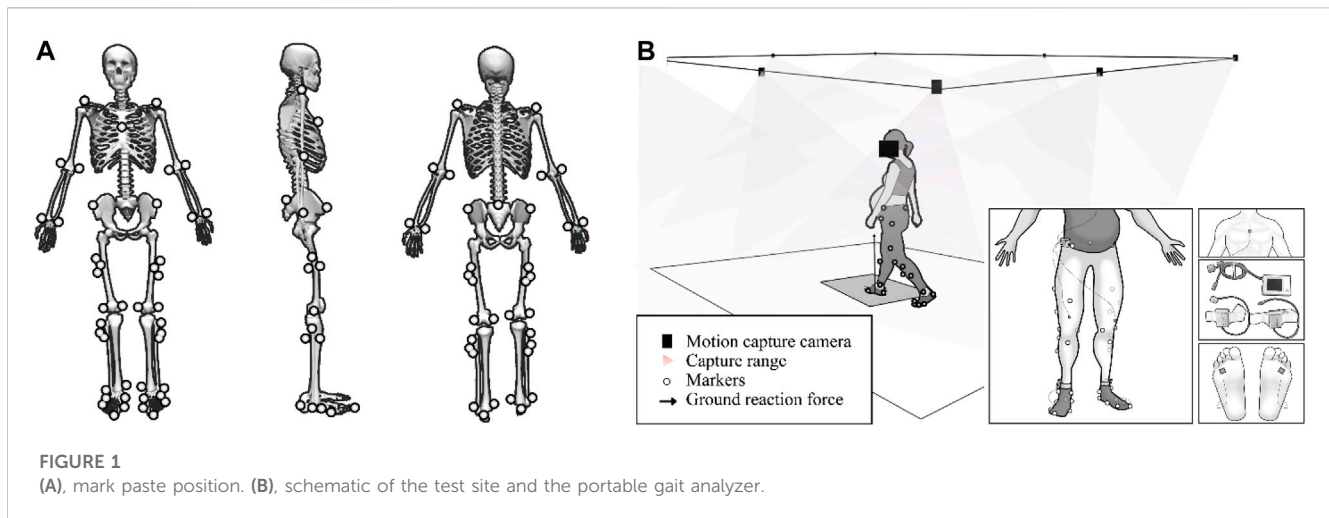 A
B
Motion capture camera
Capture range
Markers
Ground reaction force
FIGURE 1
(A), mark paste position. (B), schematic of the test site and the portable gait analyzer.